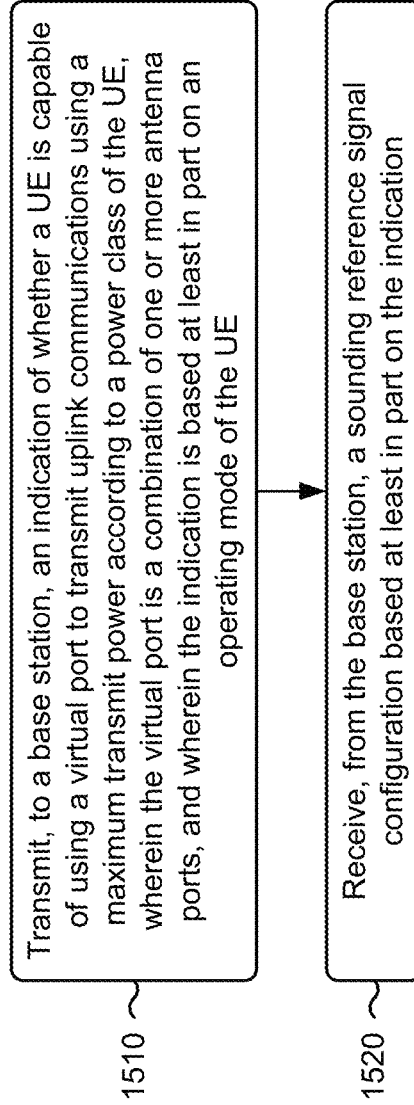 1510
Transmit, to a base station, an indication of whether a UE is capable
of using a virtual port to transmit uplink communications using a
maximum transmit power according to a power class of the UE,
wherein the virtual port is a combination of one or more antenna
ports, and wherein the indication is based at least in part on an
operating mode of the UE
1520
Receive, from the base station, a sounding reference signal
configuration based at least in part on the indication